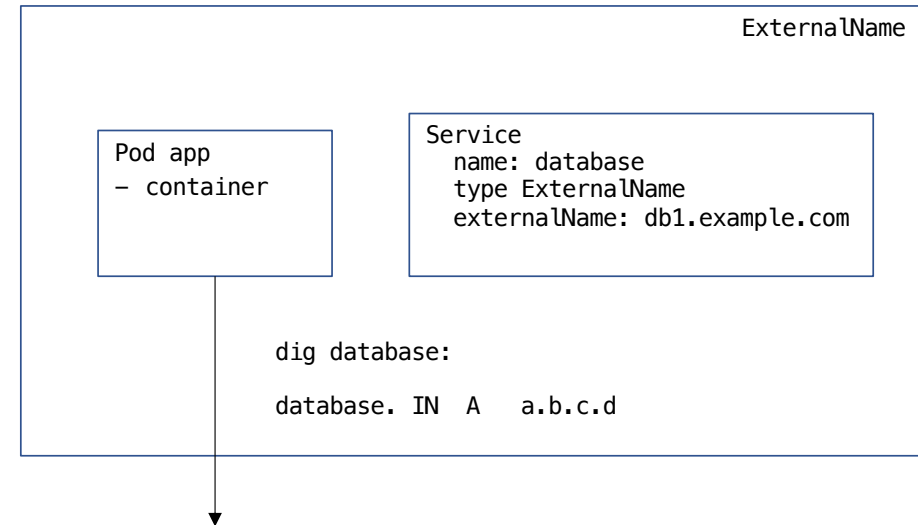 ExternalName
Pod app
– container
Service
name: database
type ExternalName
externalName: db1.example.com
dig database:
database. IN A a.b.c.d